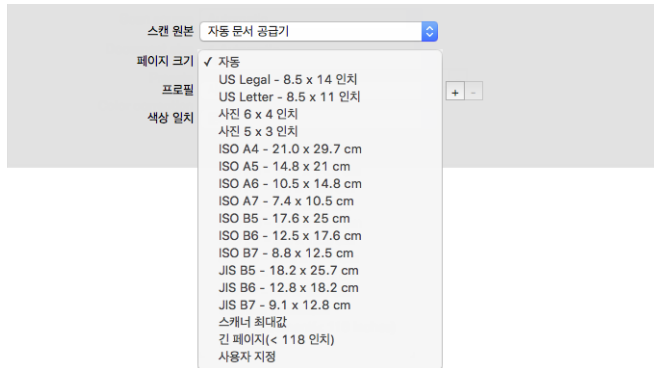 스캔 원본 자동 문서 공급기
페이지 크기 ✓ 자동
US Legal - 8.5 x 14 인치
프로필 US Letter - 8.5 x 11 인치 + -
사진 6 x 4 인치
색상 일치 사진 5 x 3 인치
ISO A4 - 21.0 x 29.7 cm
ISO A5 - 14.8 x 21 cm
ISO A6 - 10.5 x 14.8 cm
ISO A7 - 7.4 x 10.5 cm
ISO B5 - 17.6 x 25 cm
ISO B6 - 12.5 x 17.6 cm
ISO B7 - 8.8 x 12.5 cm
JIS B5 - 18.2 x 25.7 cm
JIS B6 - 12.8 x 18.2 cm
JIS B7 - 9.1 x 12.8 cm
스캐너 최대값
긴 페이지(< 118 인치)
사용자 지정